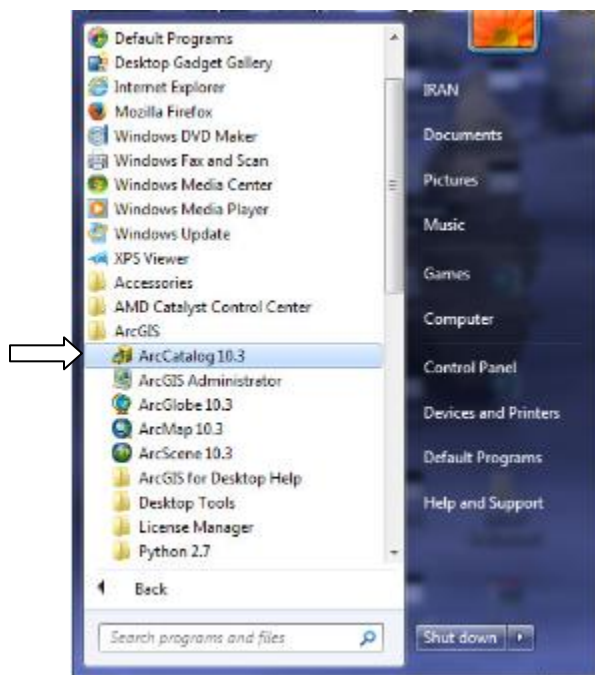 Default Programs
Desktop Gadget Gallery
Internet Explorer
Mozilla Firefox
Windows DVD Maker
Windows Fax and Scan
Windows Media Center
Windows Media Player
Windows Update
XPS Viewer
Accessories
AMD Catalyst Control Center
ArcGIS
ArcCatalog 10.3
ArcGIS Administrator
ArcGlobe 10.3
ArcMap 10.3
ArcScene 10.3
ArcGIS for Desktop Help
Desktop Tools
License Manager
Python 2.7
Back
Search programs and files
IRAN
Documents
Pictures
Music
Games
Computer
Control Panel
Devices and Printers
Default Programs
Help and Support
Shut down